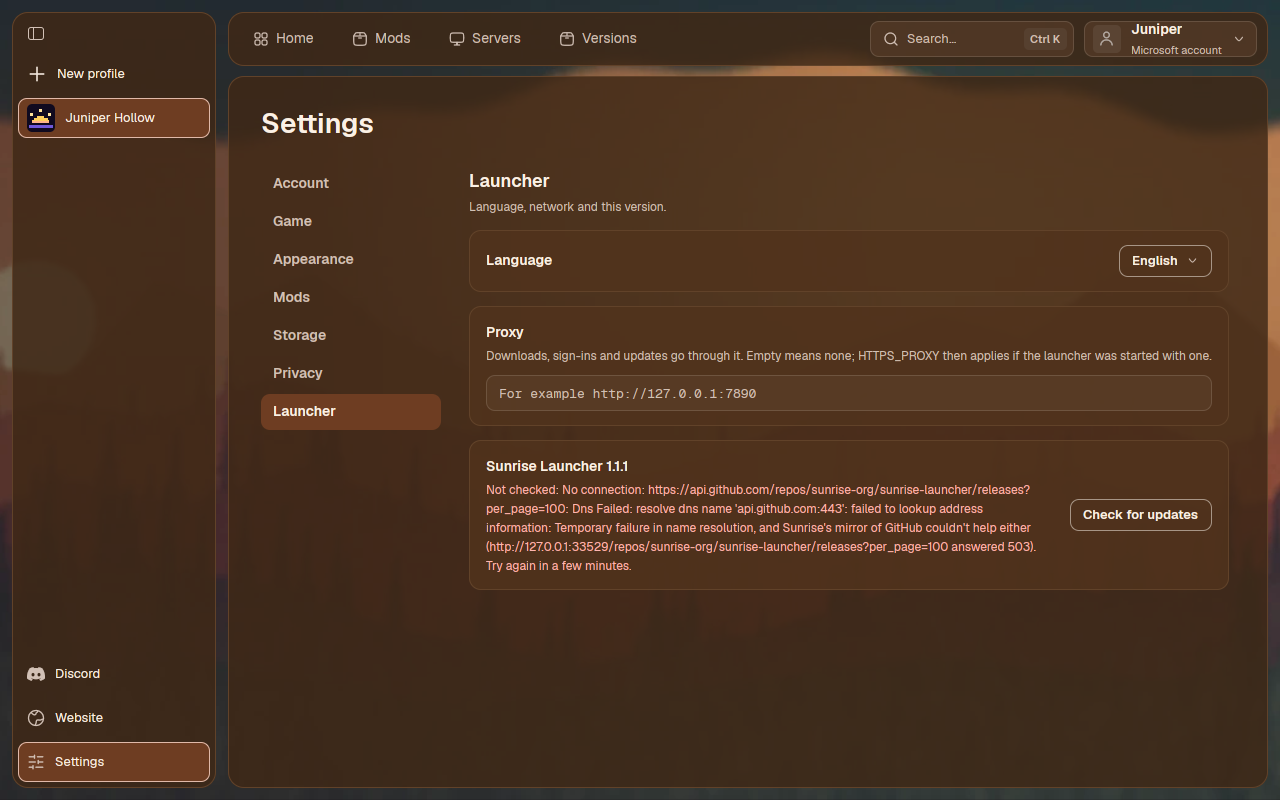 New profile
Juniper Hollow
Discord
Website
Settings
Home
Mods
Servers
Versions
Search...
Ctrl K
Juniper
Microsoft account
Settings
Account
Game
Appearance
Mods
Storage
Privacy
Launcher
Launcher
Language, network and this version.
Language
English
Proxy
Downloads, sign-ins and updates go through it. Empty means none; HTTPS_PROXY then applies if the launcher was started with one.
For example http://127.0.0.1:7890
Sunrise Launcher 1.1.1
Not checked: No connection: https://api.github.com/repos/sunrise-org/sunrise-launcher/releases?
per_page=100: Dns Failed: resolve dns name 'api.github.com:443': failed to lookup address
information: Temporary failure in name resolution, and Sunrise's mirror of GitHub couldn't help either
(http://127.0.0.1:33529/repos/sunrise-org/sunrise-launcher/releases?per_page=100 answered 503).
Try again in a few minutes.
Check for updates